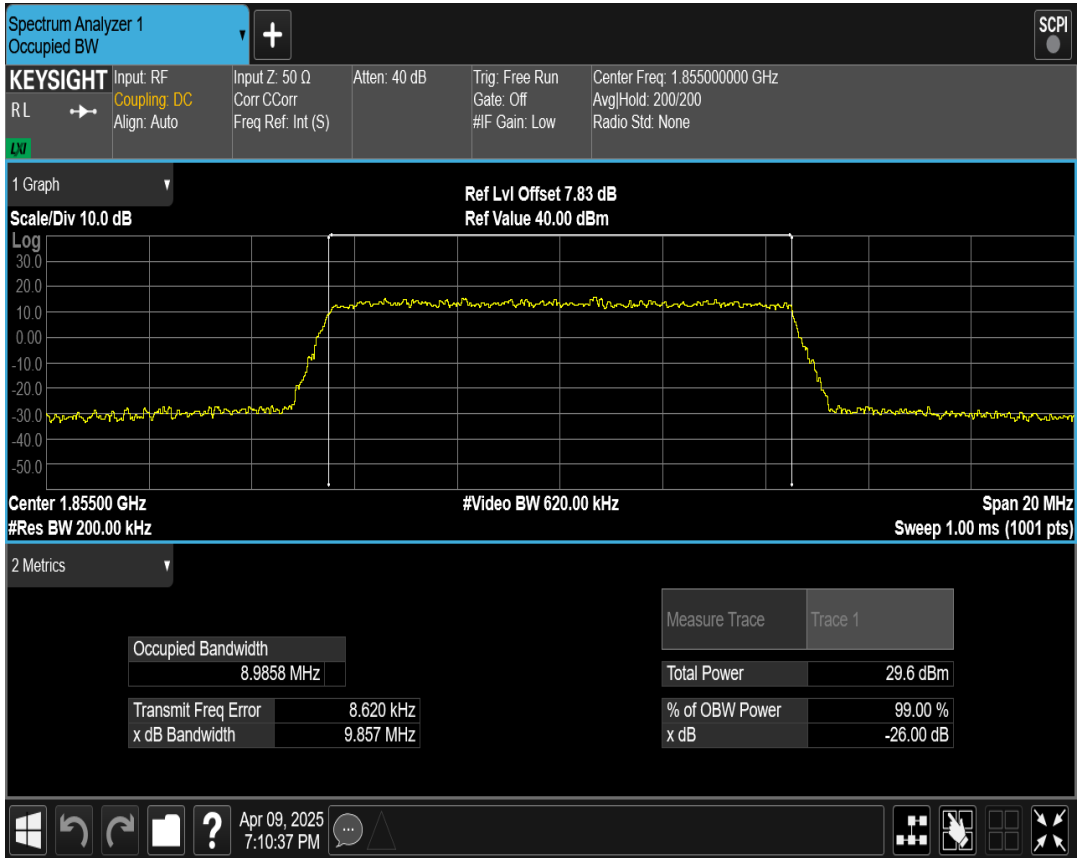 Spectrum Analyzer 1
Occupied BW
SCPI
KEYSIGHT
RL
LXI
Input: RF
Coupling: DC
Align: Auto
Input Z: 50 Ω
Corr CCorr
Freq Ref: Int (S)
Atten: 40 dB
Trig: Free Run
Gate: Off
#IF Gain: Low
Center Freq: 1.855000000 GHz
Avg|Hold: 200/200
Radio Std: None
1 Graph
Scale/Div 10.0 dB
Ref Lvl Offset 7.83 dB
Ref Value 40.00 dBm
Log
30.0
20.0
10.0
0.00
-10.0
-20.0
-30.0
-40.0
-50.0
Center 1.85500 GHz
#Res BW 200.00 kHz
#Video BW 620.00 kHz
Span 20 MHz
Sweep 1.00 ms (1001 pts)
2 Metrics
Measure Trace Trace 1
Occupied Bandwidth
8.9858 MHz
Total Power 29.6 dBm
Transmit Freq Error 8.620 kHz
% of OBW Power 99.00 %
x dB Bandwidth 9.857 MHz
x dB -26.00 dB
?
Apr 09, 2025
7:10:37 PM